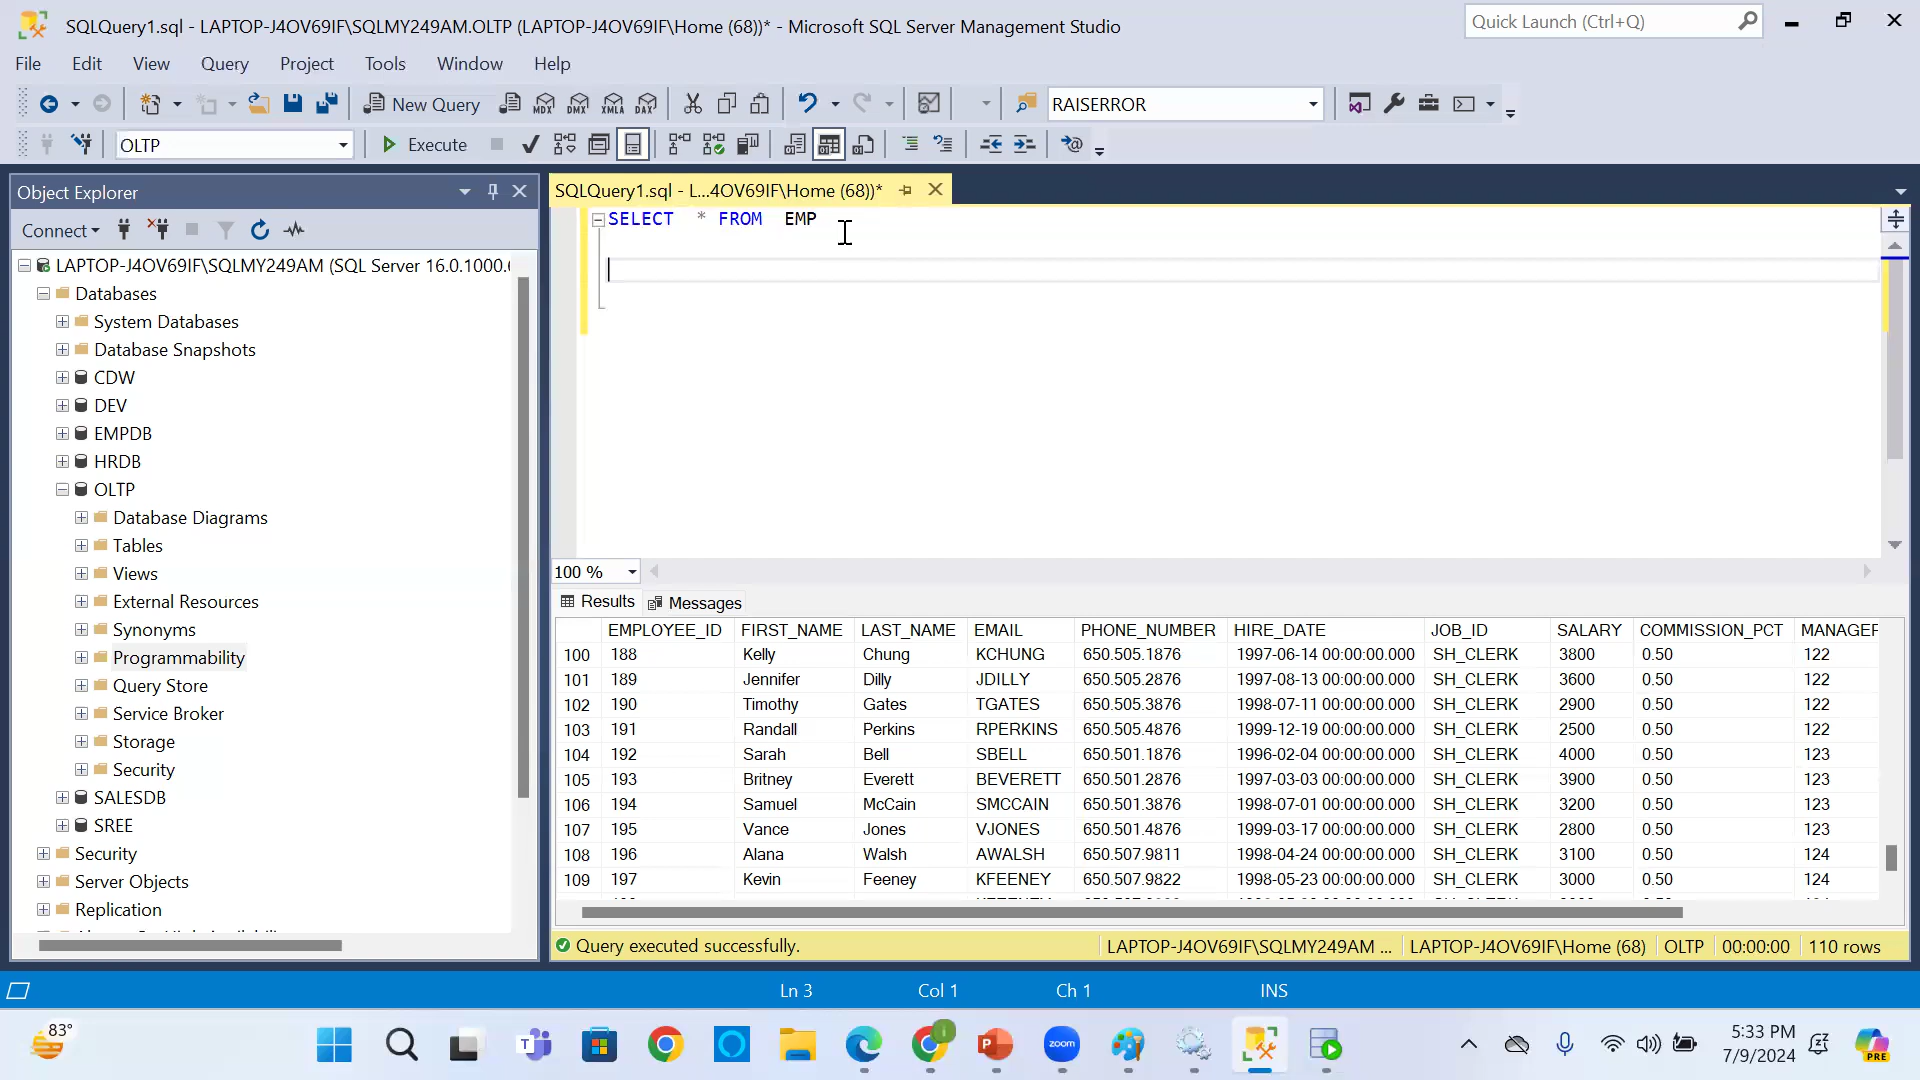 SQLQuery1.sql - LAPTOP-J4OV69IF\SQLMY249AM.OLTP (LAPTOP-J4OV69IF\Home (68))* - Microsoft SQL Server Management Studio
Quick Launch (Ctrl+Q)
File Edit View Query Project Tools Window Help
New Query MDX DMX XMLA DAX RAISERROR
OLTP Execute
Object Explorer
SQLQuery1.sql - L...4OV69IF\Home (68))*
Connect
SELECT * FROM EMP
LAPTOP-J4OV69IF\SQLMY249AM (SQL Server 16.0.1000.
Databases
System Databases
Database Snapshots
CDW
DEV
EMPDB
HRDB
OLTP
Database Diagrams
Tables
Views
External Resources
Synonyms
Programmability
Query Store
Service Broker
Storage
Security
SALESDB
SREE
Security
Server Objects
Replication
100 %
Results Messages
EMPLOYEE_ID FIRST_NAME LAST_NAME EMAIL PHONE_NUMBER HIRE_DATE JOB_ID SALARY COMMISSION_PCT MANAGER
100 188 Kelly Chung KCHUNG 650.505.1876 1997-06-14 00:00:00.000 SH_CLERK 3800 0.50 122
101 189 Jennifer Dilly JDILLY 650.505.2876 1997-08-13 00:00:00.000 SH_CLERK 3600 0.50 122
102 190 Timothy Gates TGATES 650.505.3876 1998-07-11 00:00:00.000 SH_CLERK 2900 0.50 122
103 191 Randall Perkins RPERKINS 650.505.4876 1999-12-19 00:00:00.000 SH_CLERK 2500 0.50 122
104 192 Sarah Bell SBELL 650.501.1876 1996-02-04 00:00:00.000 SH_CLERK 4000 0.50 123
105 193 Britney Everett BEVERETT 650.501.2876 1997-03-03 00:00:00.000 SH_CLERK 3900 0.50 123
106 194 Samuel McCain SMCCAIN 650.501.3876 1998-07-01 00:00:00.000 SH_CLERK 3200 0.50 123
107 195 Vance Jones VJONES 650.501.4876 1999-03-17 00:00:00.000 SH_CLERK 2800 0.50 123
108 196 Alana Walsh AWALSH 650.507.9811 1998-04-24 00:00:00.000 SH_CLERK 3100 0.50 124
109 197 Kevin Feeney KFEENEY 650.507.9822 1998-05-23 00:00:00.000 SH_CLERK 3000 0.50 124
Query executed successfully. LAPTOP-J4OV69IF\SQLMY249AM ... LAPTOP-J4OV69IF\Home (68) OLTP 00:00:00 110 rows
Ln 3 Col 1 Ch 1 INS
83°
zoom
5:33 PM
7/9/2024
PRE